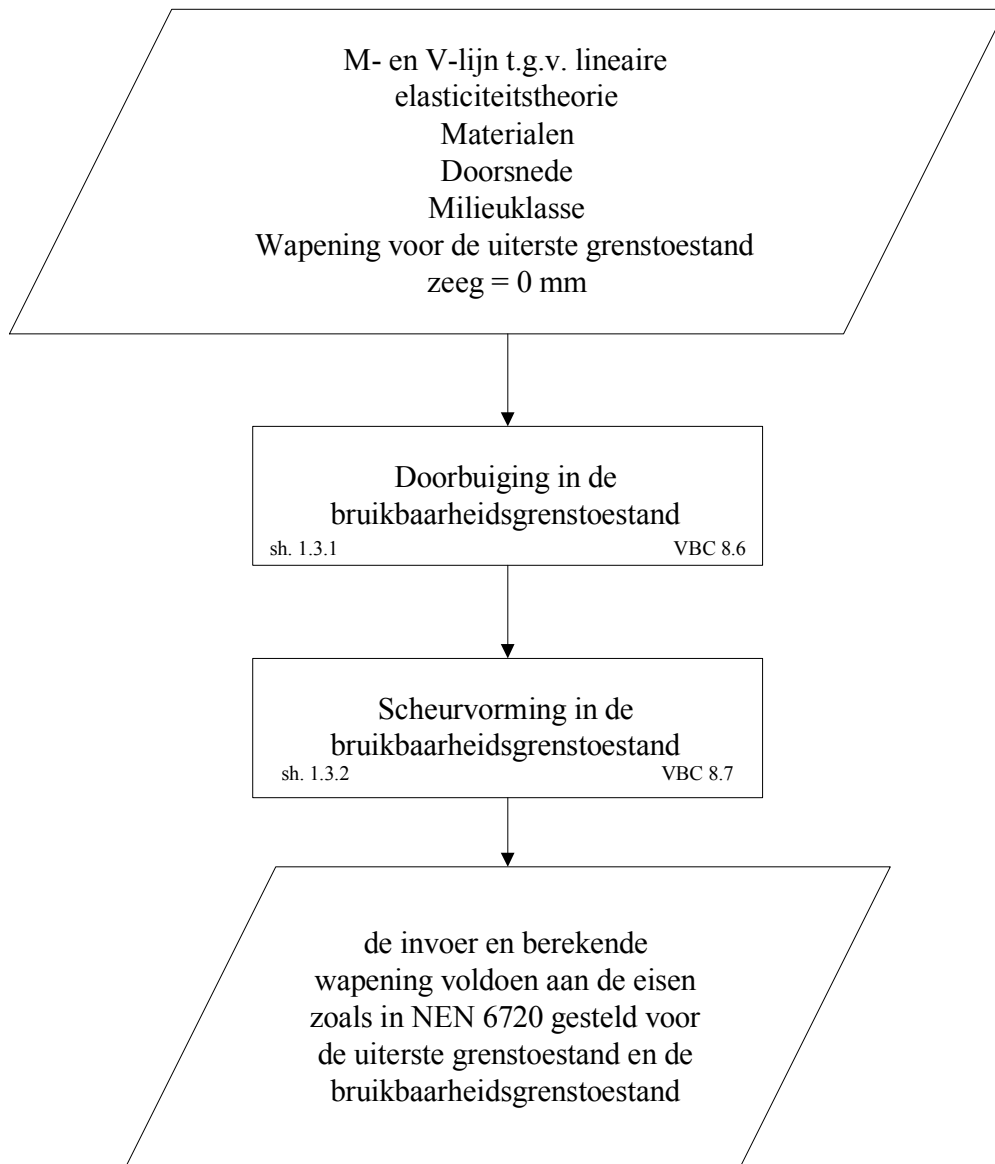 M- en V-lijn t.g.v. lineaire
elasticiteitstheorie
Materialen
Doorsnede
Milieuklasse
Wapening voor de uiterste grenstoestand
zeeg = 0 mm
Doorbuiging in de
bruikbaarheidsgrenstoestand
sh. 1.3.1 VBC 8.6
Scheurvorming in de
bruikbaarheidsgrenstoestand
sh. 1.3.2 VBC 8.7
de invoer en berekende
wapening voldoen aan de eisen
zoals in NEN 6720 gesteld voor
de uiterste grenstoestand en de
bruikbaarheidsgrenstoestand